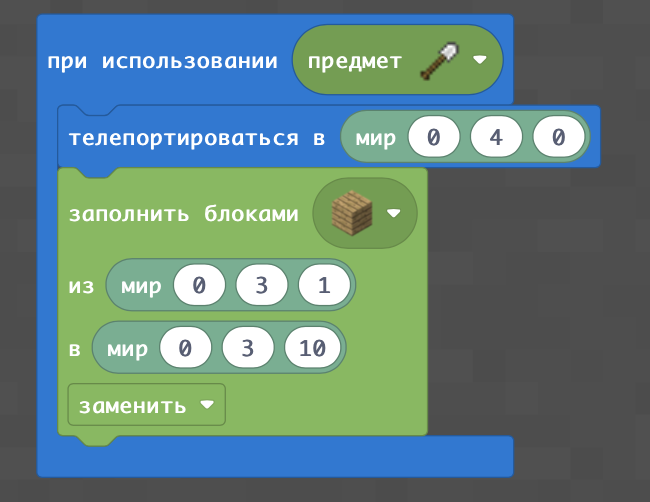 при использовании предмет
телепортироваться в мир 0 4 0
заполнить блоками
из мир 0 3 1
в мир 0 3 10
заменить